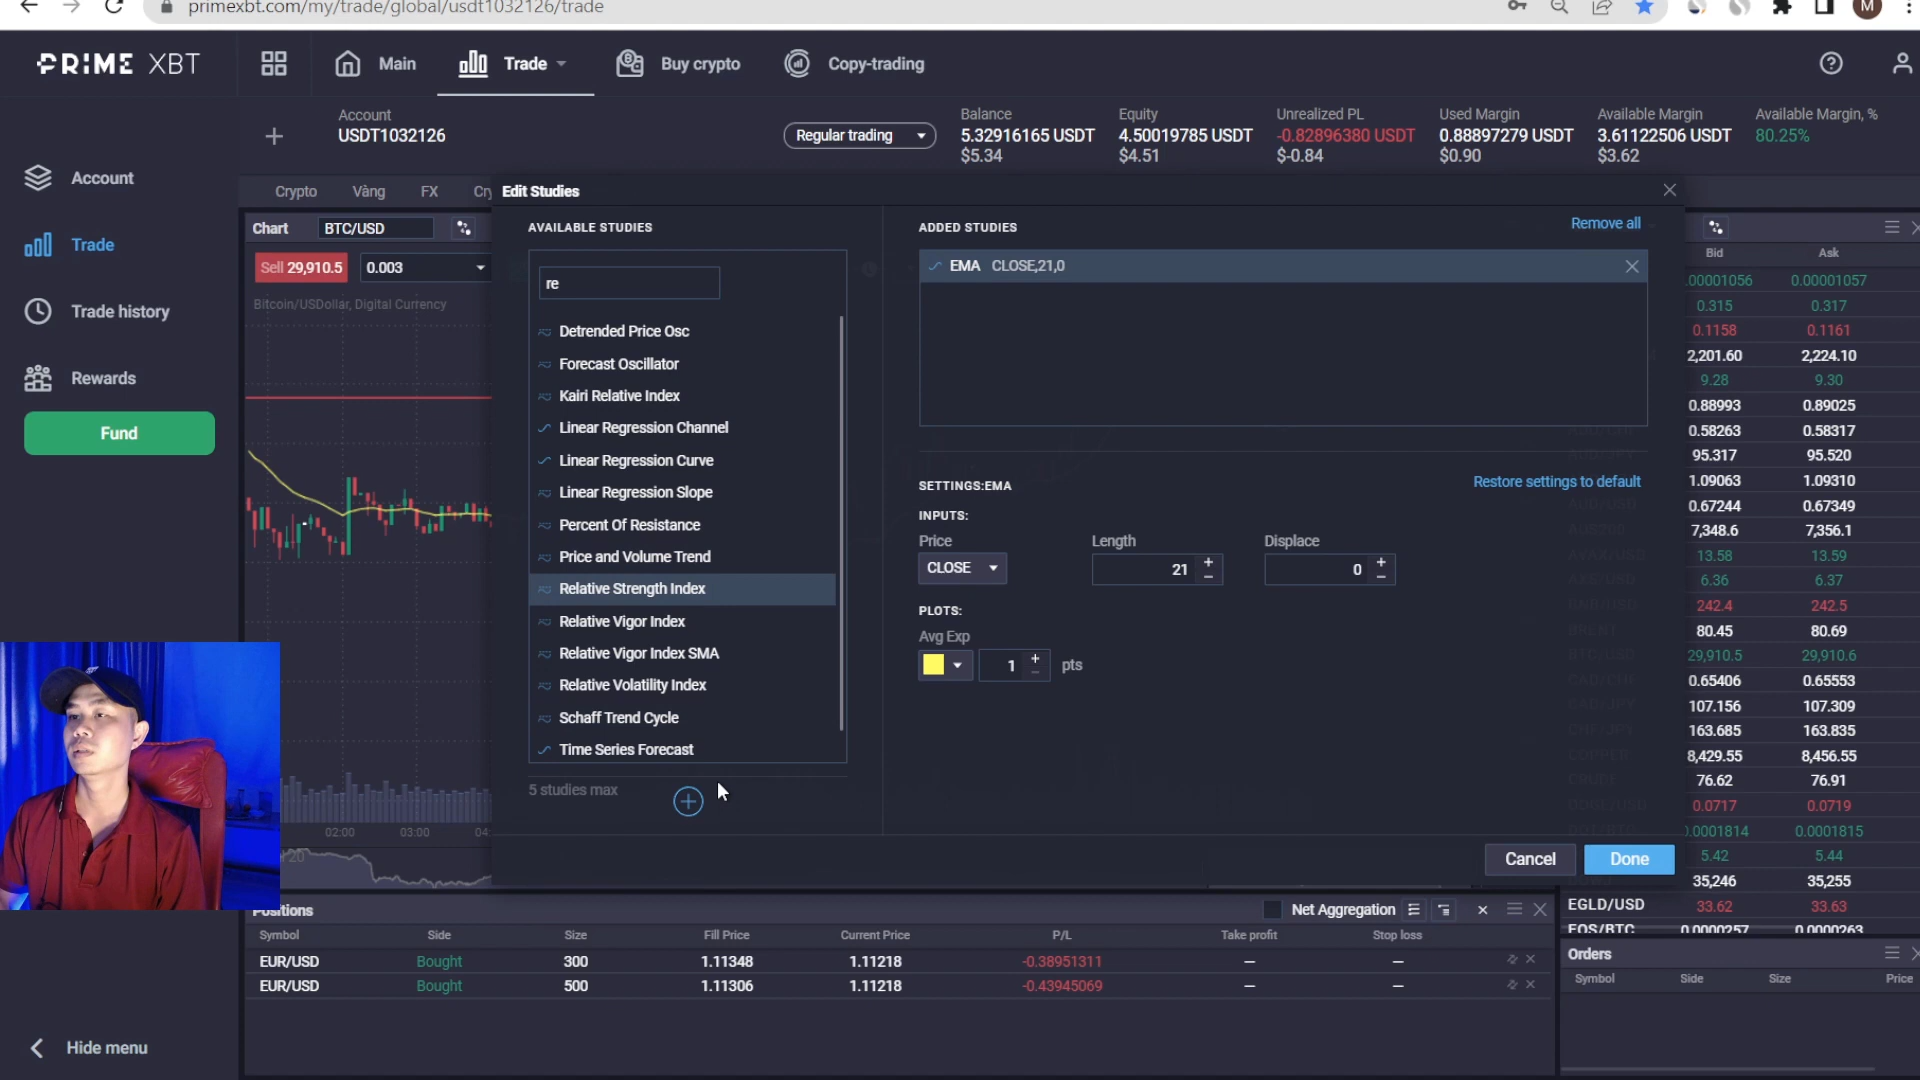 primexbt.com/my/trade/global/usdt1032126/trade
M
PRIME XBT
Main
Trade
Buy crypto
Copy-trading
Account
USDT1032126
Regular trading
Balance
5.32916165 USDT
$5.34
Equity
4.50019785 USDT
$4.51
Unrealized PL
-0.82896380 USDT
$-0.84
Used Margin
0.88897279 USDT
$0.90
Available Margin
3.61122506 USDT
$3.62
Available Margin, %
80.25%
Account
Trade
Trade history
Rewards
Fund
Hide menu
Crypto Vàng FX
Chart BTC/USD
Sell 29,910.5 0.003
Bitcoin/USDollar, Digital Currency
02:00 03:00
Edit Studies
AVAILABLE STUDIES
re
Detrended Price Osc
Forecast Oscillator
Kairi Relative Index
Linear Regression Channel
Linear Regression Curve
Linear Regression Slope
Percent Of Resistance
Price and Volume Trend
Relative Strength Index
Relative Vigor Index
Relative Vigor Index SMA
Relative Volatility Index
Schaff Trend Cycle
Time Series Forecast
5 studies max
ADDED STUDIES
Remove all
EMA CLOSE,21,0
SETTINGS:EMA
Restore settings to default
INPUTS:
Price Length Displace
CLOSE 21 0
PLOTS:
Avg Exp
1 pts
Cancel
Done
Bid Ask
0.00001056 0.00001057
0.315 0.317
0.1158 0.1161
2,201.60 2,224.10
9.28 9.30
0.88993 0.89025
0.58263 0.58317
95.317 95.520
1.09063 1.09310
0.67244 0.67349
7,348.6 7,356.1
13.58 13.59
6.36 6.37
242.4 242.5
80.45 80.69
29,910.5 29,910.6
0.65406 0.65553
107.156 107.309
163.685 163.835
8,429.55 8,456.55
76.62 76.91
0.0717 0.0719
0.0001814 0.0001815
5.42 5.44
35,246 35,255
EGLD/USD 33.62 33.63
EOS/BTC 0.0000257 0.0000263
Positions
Net Aggregation
Symbol Side Size Fill Price Current Price P/L Take profit Stop loss
EUR/USD Bought 300 1.11348 1.11218 -0.38951311 — —
EUR/USD Bought 500 1.11306 1.11218 -0.43945069 — —
Orders
Symbol Side Size Price